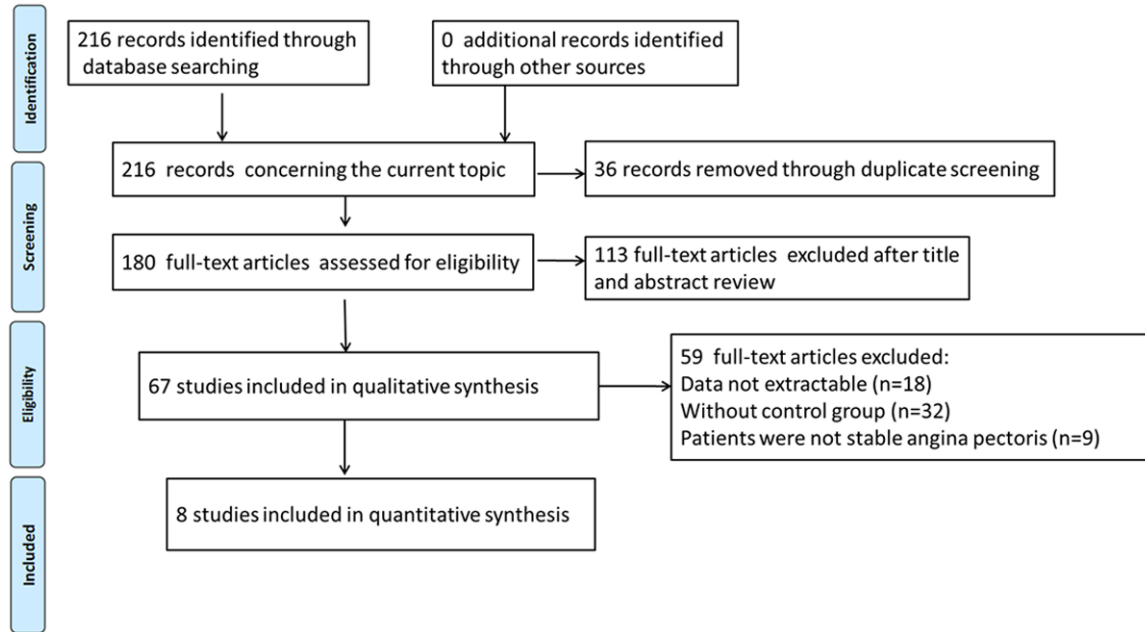 Identification
216 records identified through
database searching
0 additional records identified
through other sources
216 records concerning the current topic
36 records removed through duplicate screening
Screening
180 full-text articles assessed for eligibility
113 full-text articles excluded after title
and abstract review
Eligibility
67 studies included in qualitative synthesis
59 full-text articles excluded:
Data not extractable (n=18)
Without control group (n=32)
Patients were not stable angina pectoris (n=9)
Included
8 studies included in quantitative synthesis